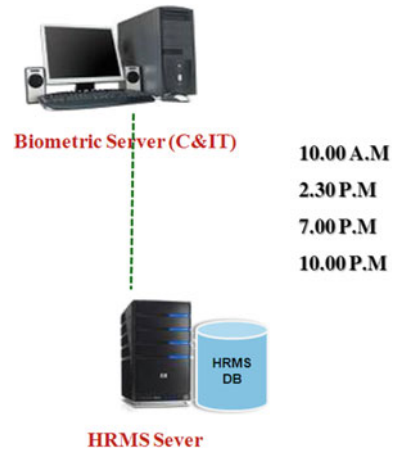 Biometric Server (C&IT)
10.00 A.M
2.30 P.M
7.00 P.M
10.00 P.M
HRMS
DB
HRMS Sever